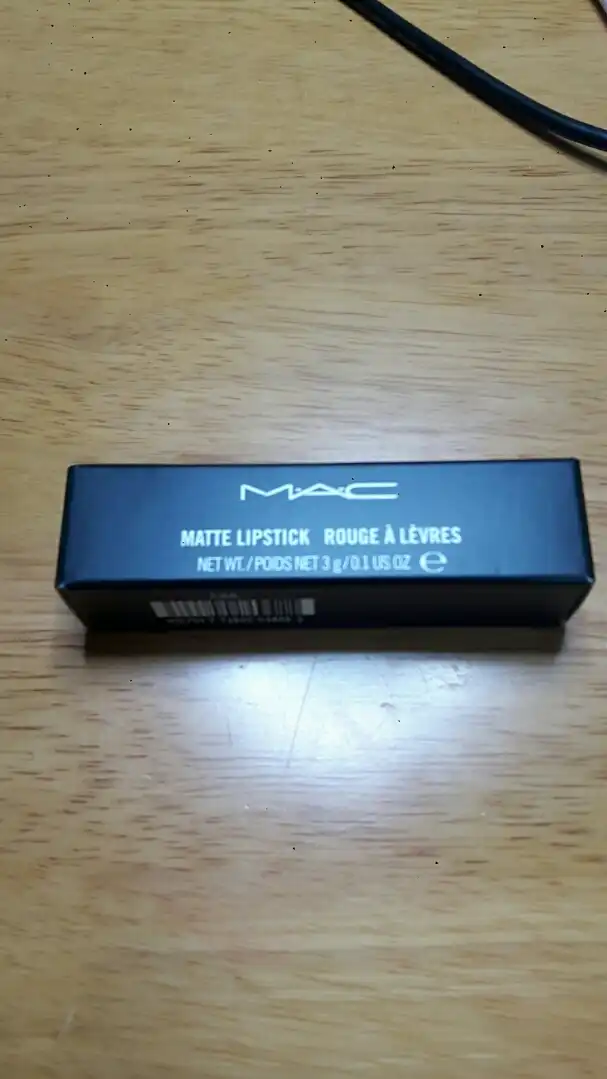 M·A·C
MATTE LIPSTICK ROUGE À LÈVRES
NET WT./POIDS NET 3 g/0.1 US OZ e